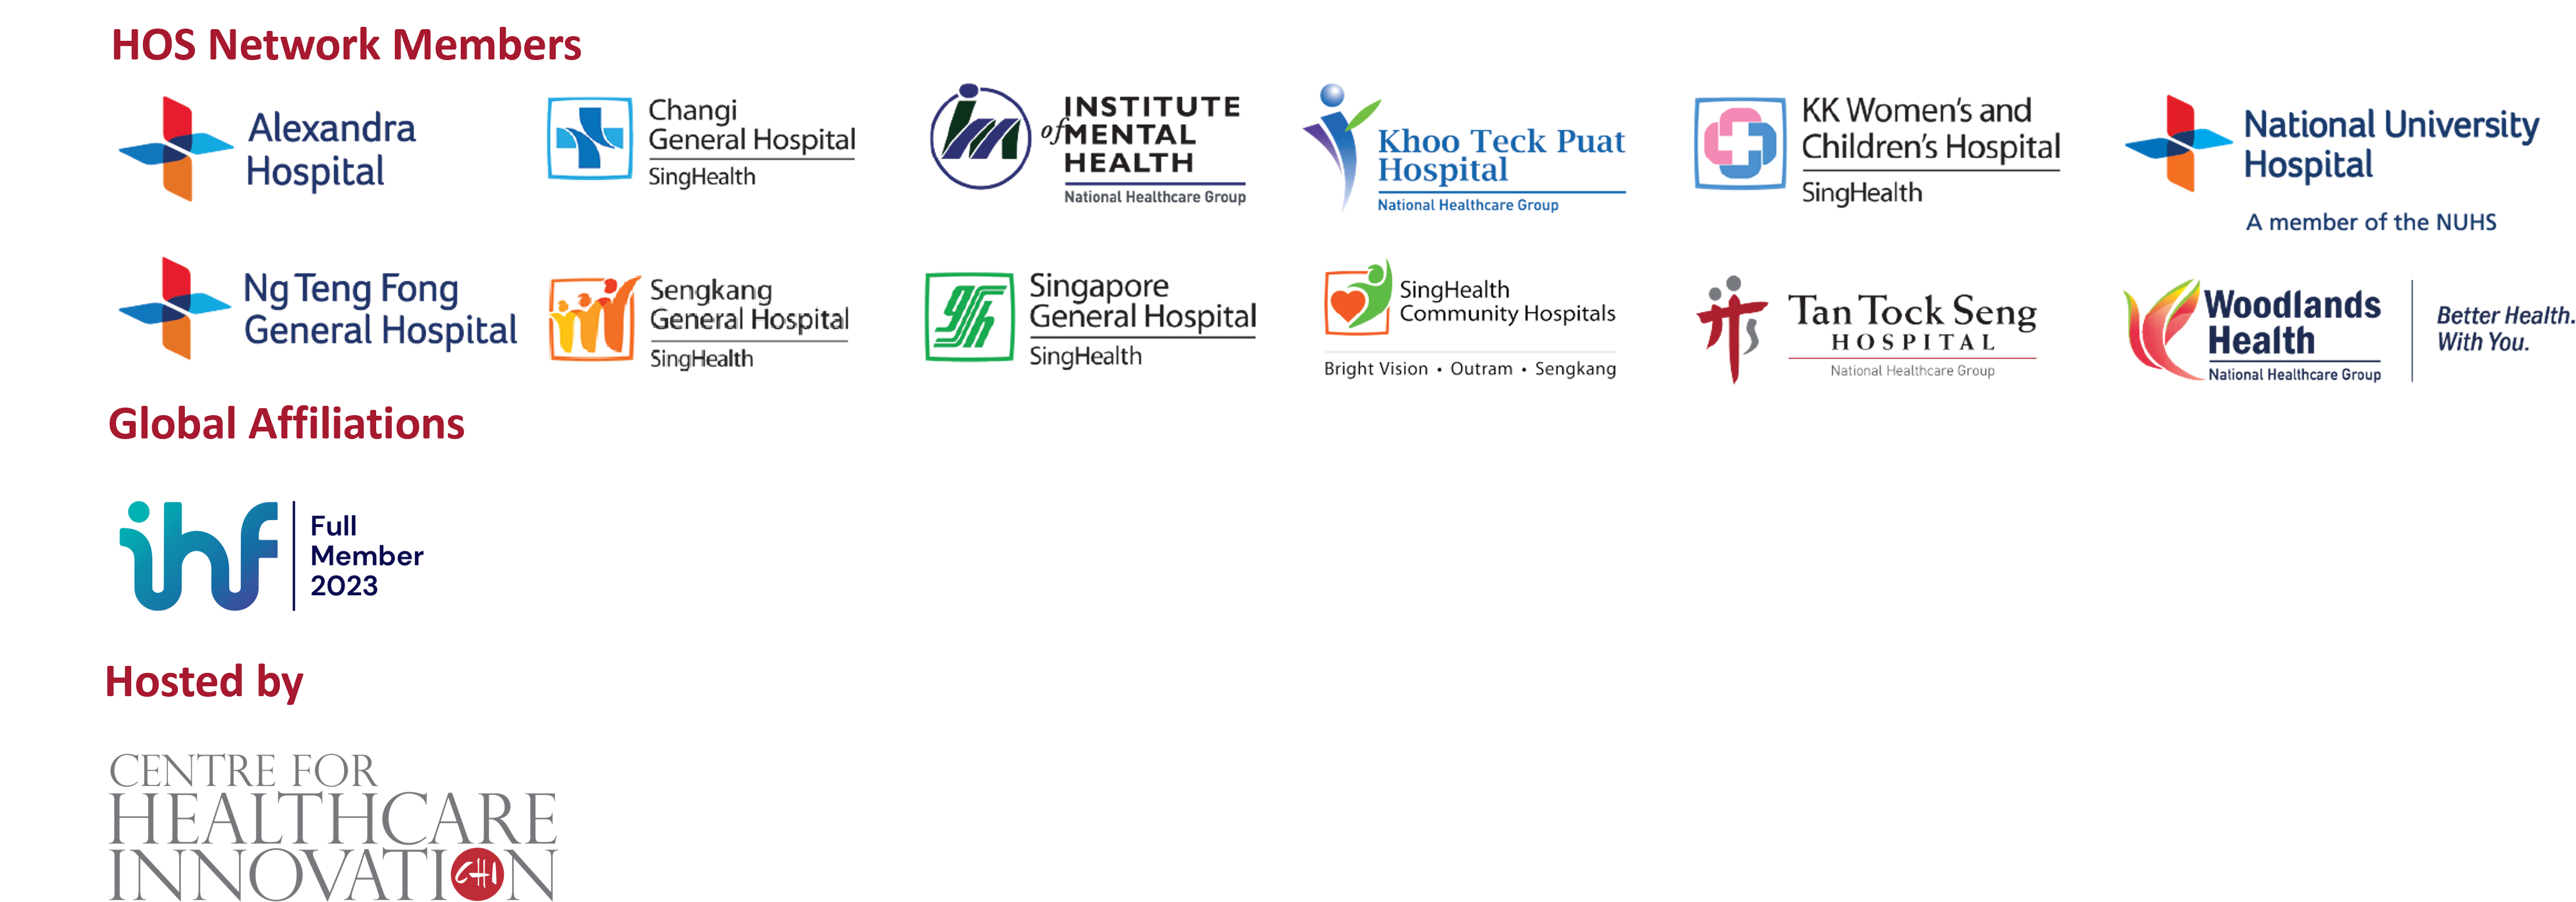 HOS Network Members
Alexandra
Hospital
Changi
General Hospital
SingHealth
INSTITUTE
of MENTAL
HEALTH
National Healthcare Group
Khoo Teck Puat
Hospital
National Healthcare Group
KK Women's and
Children's Hospital
SingHealth
National University
Hospital
A member of the NUHS
Ng Teng Fong
General Hospital
Sengkang
General Hospital
SingHealth
Singapore
General Hospital
SingHealth
SingHealth
Community Hospitals
Bright Vision • Outram • Sengkang
Tan Tock Seng
HOSPITAL
National Healthcare Group
Woodlands
Health
National Healthcare Group
Better Health.
With You.
Global Affiliations
ihf
Full
Member
2023
Hosted by
CENTRE FOR
HEALTHCARE
INNOVATION
CHI